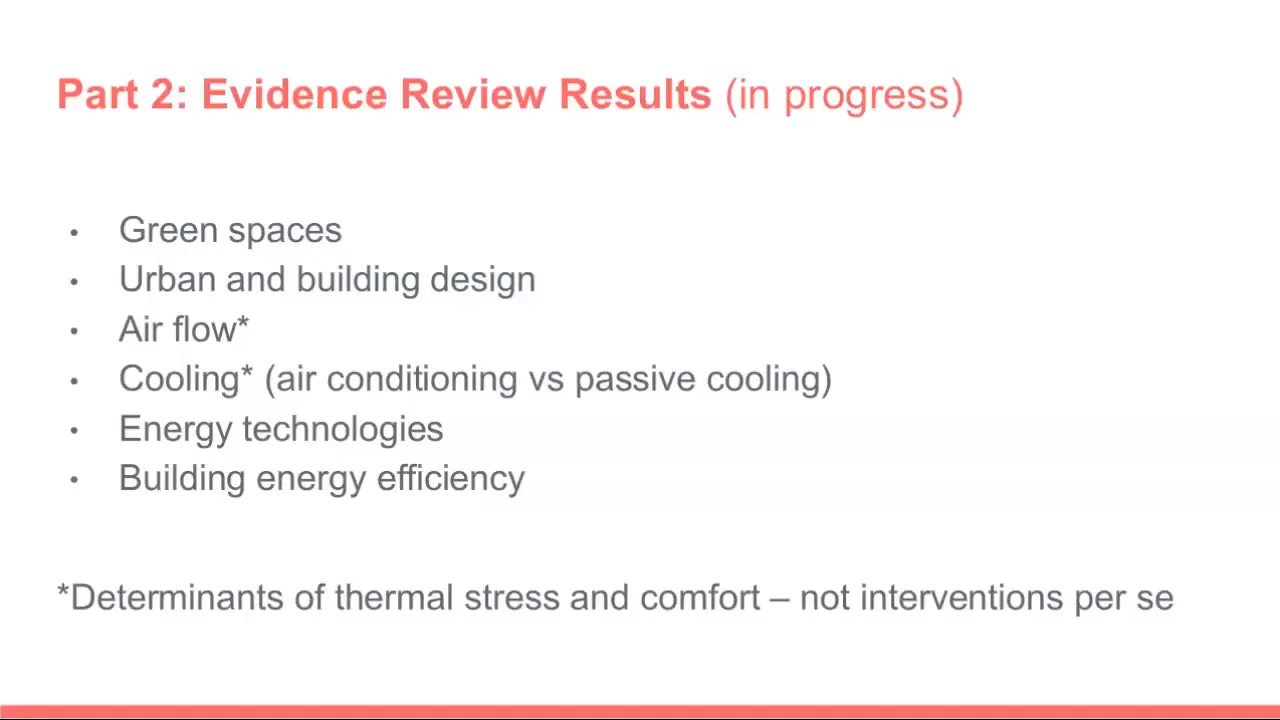 Part 2: Evidence Review Results (in progress)
• Green spaces
• Urban and building design
• Air flow*
• Cooling* (air conditioning vs passive cooling)
• Energy technologies
• Building energy efficiency
*Determinants of thermal stress and comfort – not interventions per se